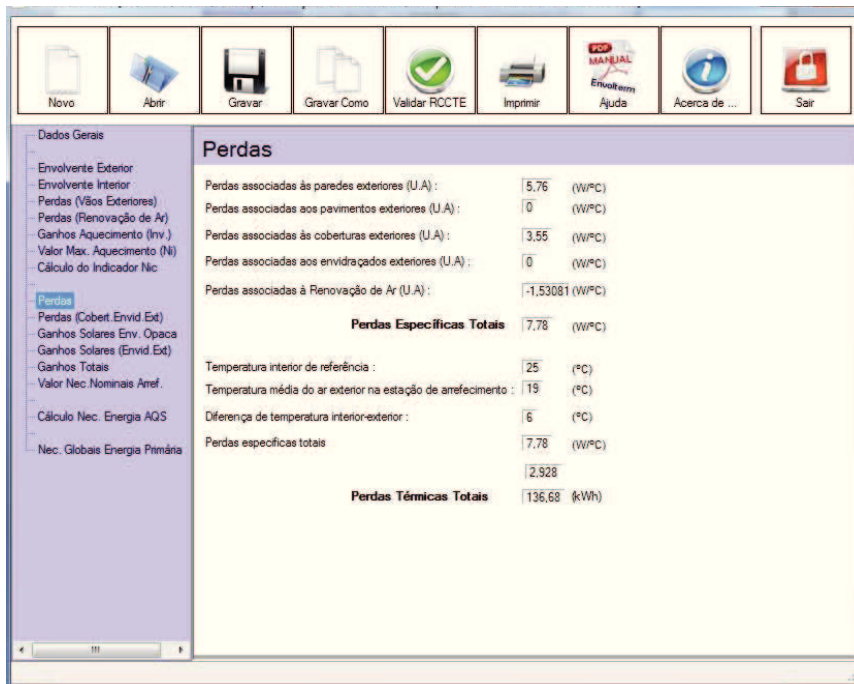 Novo
Abrir
Gravar
Gravar Como
Validar RCCTE
Imprimir
PDF
MANUAL
Envolterm
Ajuda
Acerca de ...
Sair
Dados Gerais
Envolvente Exterior
Envolvente Interior
Perdas (Vãos Exteriores)
Perdas (Renovação de Ar)
Ganhos Aquecimento (Inv.)
Valor Max. Aquecimento (Ni)
Cálculo do Indicador Nic
Perdas
Perdas (Cobert.Envid.Ext)
Ganhos Solares Env. Opaca
Ganhos Solares (Envid.Ext)
Ganhos Totais
Valor Nec.Nominais Arref.
Cálculo Nec. Energia AQS
Nec. Globais Energia Primária
Perdas
Perdas associadas às paredes exteriores (U.A) : 5,76 (W/ºC)
Perdas associadas aos pavimentos exteriores (U.A) : 0 (W/ºC)
Perdas associadas às coberturas exteriores (U.A) : 3,55 (W/ºC)
Perdas associadas aos envidraçados exteriores (U.A) : 0 (W/ºC)
Perdas associadas à Renovação de Ar (U.A) : -1,53081 (W/ºC)
Perdas Específicas Totais 7,78 (W/ºC)
Temperatura interior de referência : 25 (ºC)
Temperatura média do ar exterior na estação de arrefecimento : 19 (ºC)
Diferença de temperatura interior-exterior : 6 (ºC)
Perdas especificas totais 7,78 (W/ºC)
2,928
Perdas Térmicas Totais 136,68 (kWh)